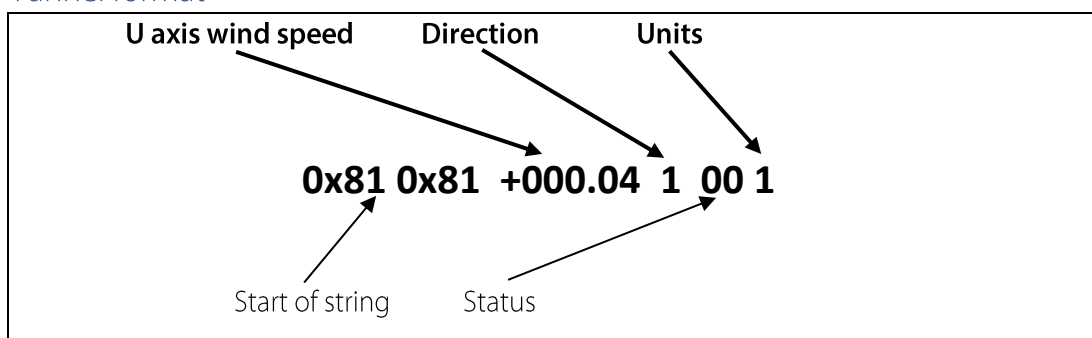 U axis wind speed Direction Units
0x81 0x81 +000.04 1 00 1
Start of string Status